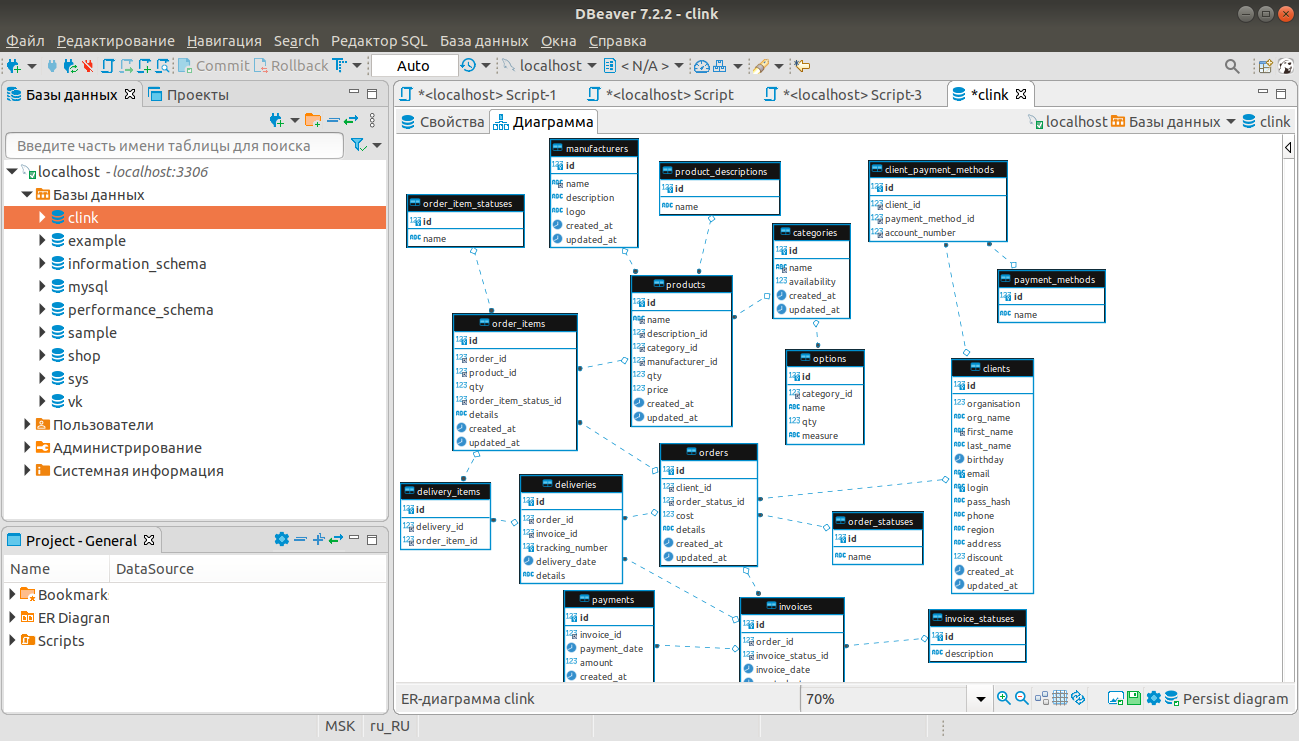 DBeaver 7.2.2 - clink
Файл Редактирование Навигация Search Редактор SQL База данных Окна Справка
Commit Rollback Auto localhost < N/A >
Базы данных Проекты
Введите часть имени таблицы для поиска
localhost - localhost:3306
Базы данных
clink
example
information_schema
mysql
performance_schema
sample
shop
sys
vk
Пользователи
Администрирование
Системная информация
Project - General
Name DataSource
Bookmark
ER Diagran
Scripts
*<localhost> Script-1 *<localhost> Script *<localhost> Script-3 *clink
Свойства Диаграмма localhost Базы данных clink
manufacturers
id
name
description
logo
created_at
updated_at
product_descriptions
id
name
client_payment_methods
id
client_id
payment_method_id
account_number
order_item_statuses
id
name
categories
id
name
availability
created_at
updated_at
payment_methods
id
name
products
id
name
description_id
category_id
manufacturer_id
qty
price
created_at
updated_at
order_items
id
order_id
product_id
qty
order_item_status_id
details
created_at
updated_at
options
id
category_id
name
qty
measure
clients
id
organisation
org_name
first_name
last_name
birthday
email
login
pass_hash
phone
region
address
discount
created_at
updated_at
orders
id
client_id
order_status_id
cost
details
created_at
updated_at
delivery_items
id
delivery_id
order_item_id
deliveries
id
order_id
invoice_id
tracking_number
delivery_date
details
order_statuses
id
name
payments
id
invoice_id
payment_date
amount
created_at
invoices
id
order_id
invoice_status_id
invoice_date
invoice_statuses
id
description
ER-диаграмма clink 70% Persist diagram
MSK ru_RU